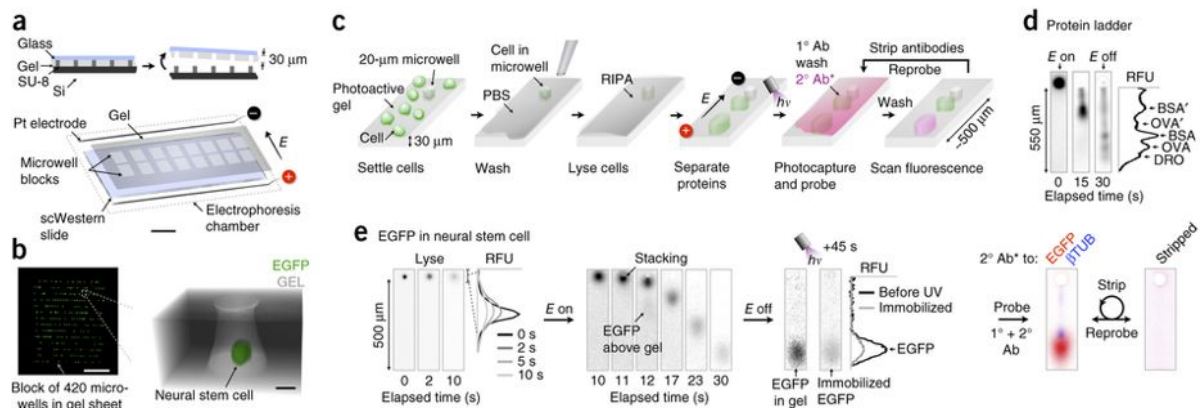 a
Glass
Gel
SU-8
Si
30 µm
Gel
Pt electrode
Microwell
blocks
E
scWestern
slide
Electrophoresis
chamber
b
EGFP
GEL
Block of 420 micro-
wells in gel sheet
Neural stem cell
c
20-µm microwell
Photoactive
gel
Cell
30 µm
Settle cells
Cell in
microwell
PBS
Wash
RIPA
Lyse cells
E
hν
Separate
proteins
1° Ab
wash
2° Ab*
Photocapture
and probe
Strip antibodies
Reprobe
Wash
~500 µm
Scan fluorescence
d
Protein ladder
E on
E off
RFU
550 µm
BSA′
OVA′
BSA
OVA
DRO
0 15 30
Elapsed time (s)
e
EGFP in neural stem cell
Lyse
RFU
500 µm
0 s
2 s
5 s
10 s
0 2 10
Elapsed time (s)
E on
Stacking
EGFP
above gel
10 11 12 17 23 30
Elapsed time (s)
E off
hν
+45 s
RFU
Before UV
Immobilized
EGFP
EGFP
in gel
Immobilized
EGFP
Probe
1° + 2°
Ab
2° Ab* to:
EGFP
βTUB
Strip
Reprobe
Stripped